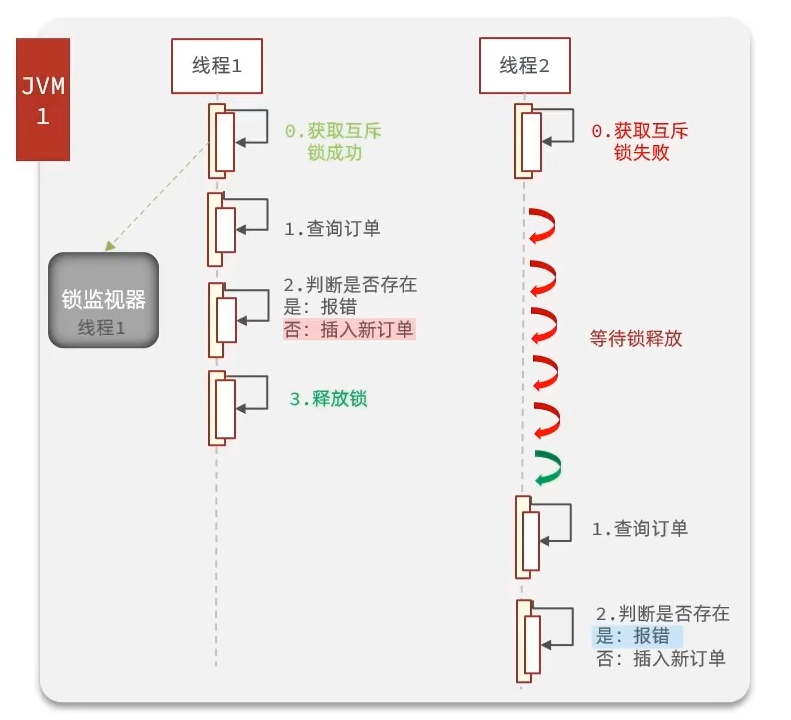 JVM
1
线程1
线程2
0.获取互斥
锁成功
0.获取互斥
锁失败
1.查询订单
锁监视器
线程1
2.判断是否存在
是：报错
否：插入新订单
等待锁释放
3.释放锁
1.查询订单
2.判断是否存在
是：报错
否：插入新订单